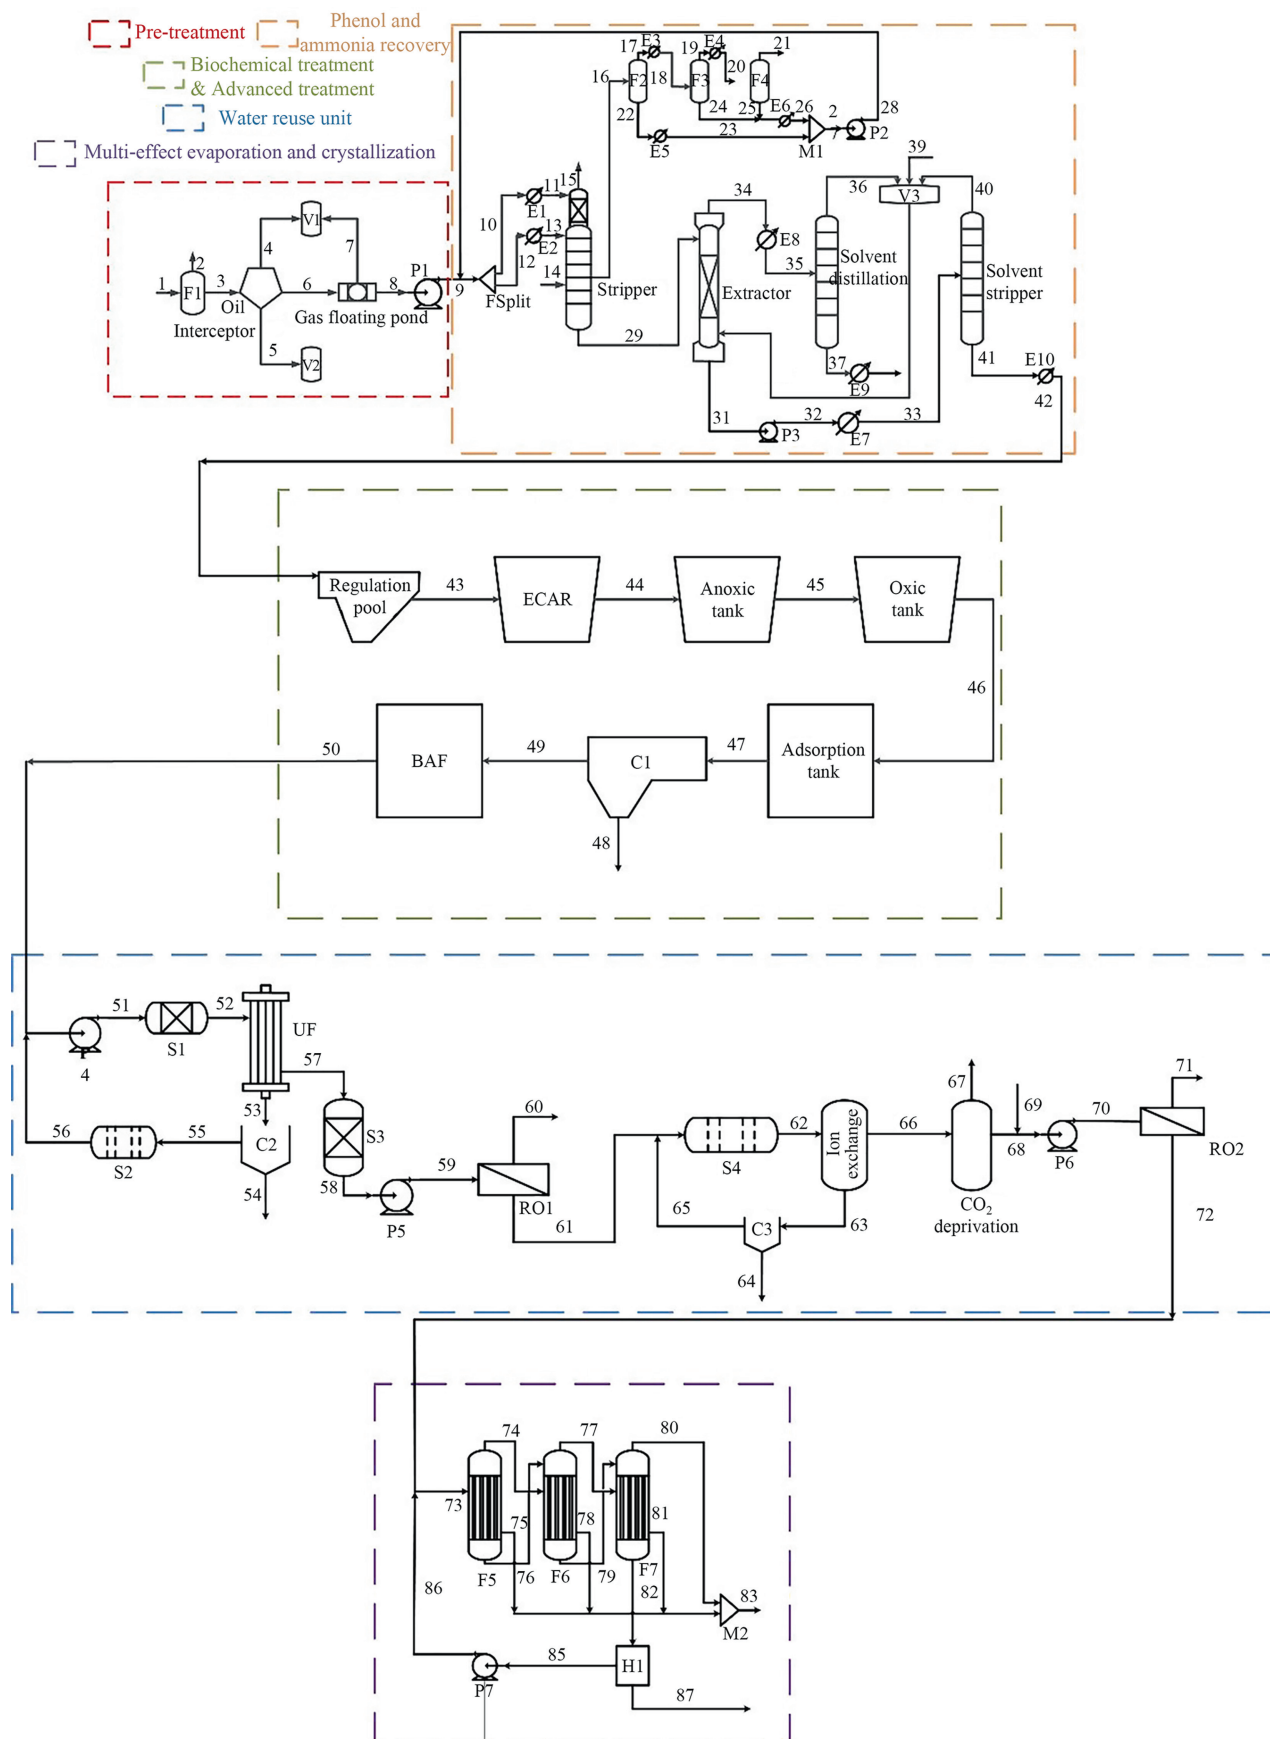 Pre-treatment
Phenol and
ammonia recovery
Biochemical treatment
& Advanced treatment
Water reuse unit
Multi-effect evaporation and crystallization
1
F1
2
3
Oil
Interceptor
4
V1
5
V2
6
7
Gas floating pond
8
P1
9
FSplit
10
11
E1
12
13
E2
14
15
Stripper
16
17
E3
F2
18
19
E4
F3
20
21
F4
22
E5
23
24
25
E6
26
M1
2
7
P2
28
29
Extractor
31
P3
32
E7
33
34
E8
35
Solvent
distillation
36
37
E9
V3
39
40
Solvent
stripper
41
E10
42
Regulation
pool
43
ECAR
44
Anoxic
tank
45
Oxic
tank
46
Adsorption
tank
47
C1
48
49
BAF
50
P
4
51
S1
52
UF
53
C2
54
55
S2
56
57
S3
58
P5
59
60
RO1
61
S4
62
Ion
exchange
63
C3
64
65
66
67
CO2
deprivation
68
69
P6
70
71
RO2
72
73
74
75
76
F5
77
78
79
F6
80
81
F7
82
83
M2
H1
85
P7
86
87